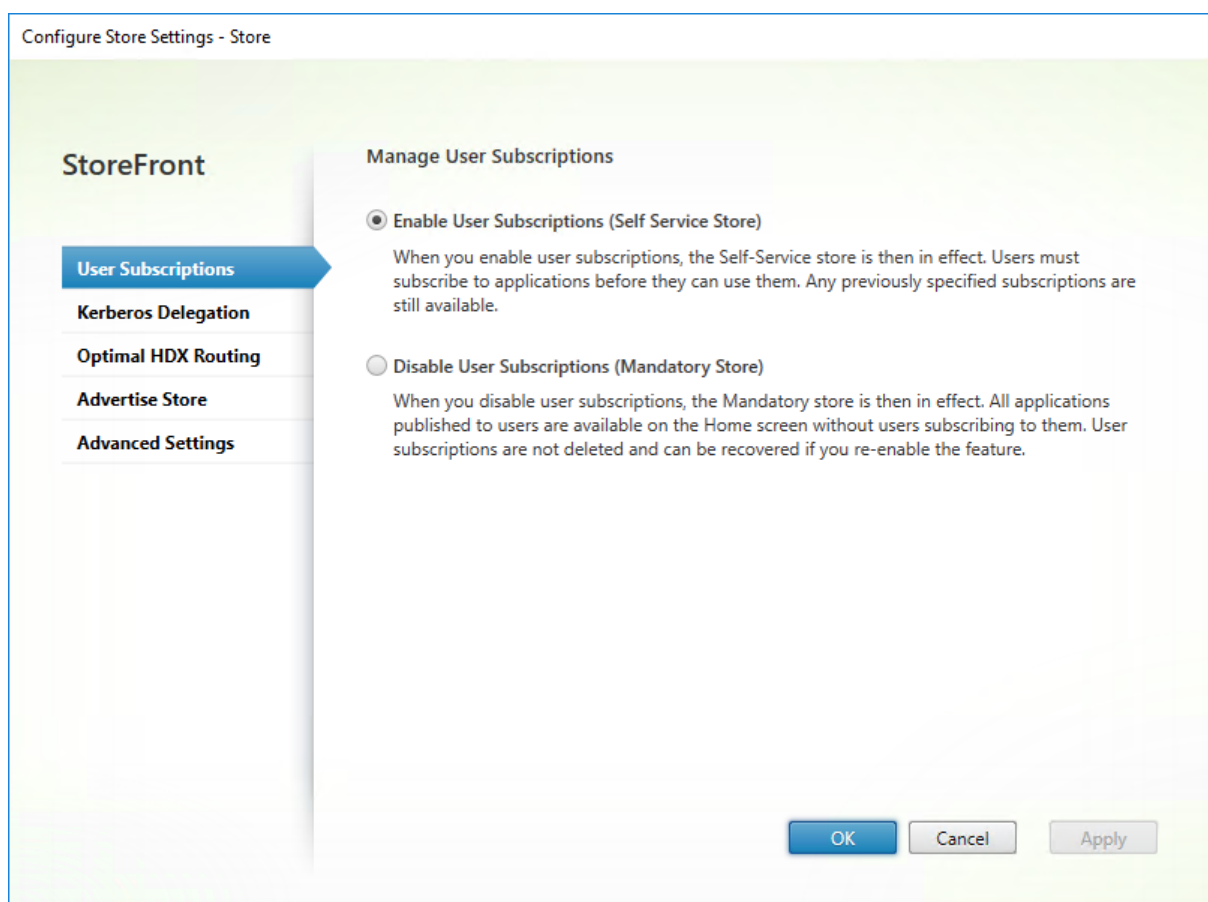 Configure Store Settings - Store
StoreFront
User Subscriptions
Kerberos Delegation
Optimal HDX Routing
Advertise Store
Advanced Settings
Manage User Subscriptions
Enable User Subscriptions (Self Service Store)
When you enable user subscriptions, the Self-Service store is then in effect. Users must
subscribe to applications before they can use them. Any previously specified subscriptions are
still available.
Disable User Subscriptions (Mandatory Store)
When you disable user subscriptions, the Mandatory store is then in effect. All applications
published to users are available on the Home screen without users subscribing to them. User
subscriptions are not deleted and can be recovered if you re-enable the feature.
OK
Cancel
Apply